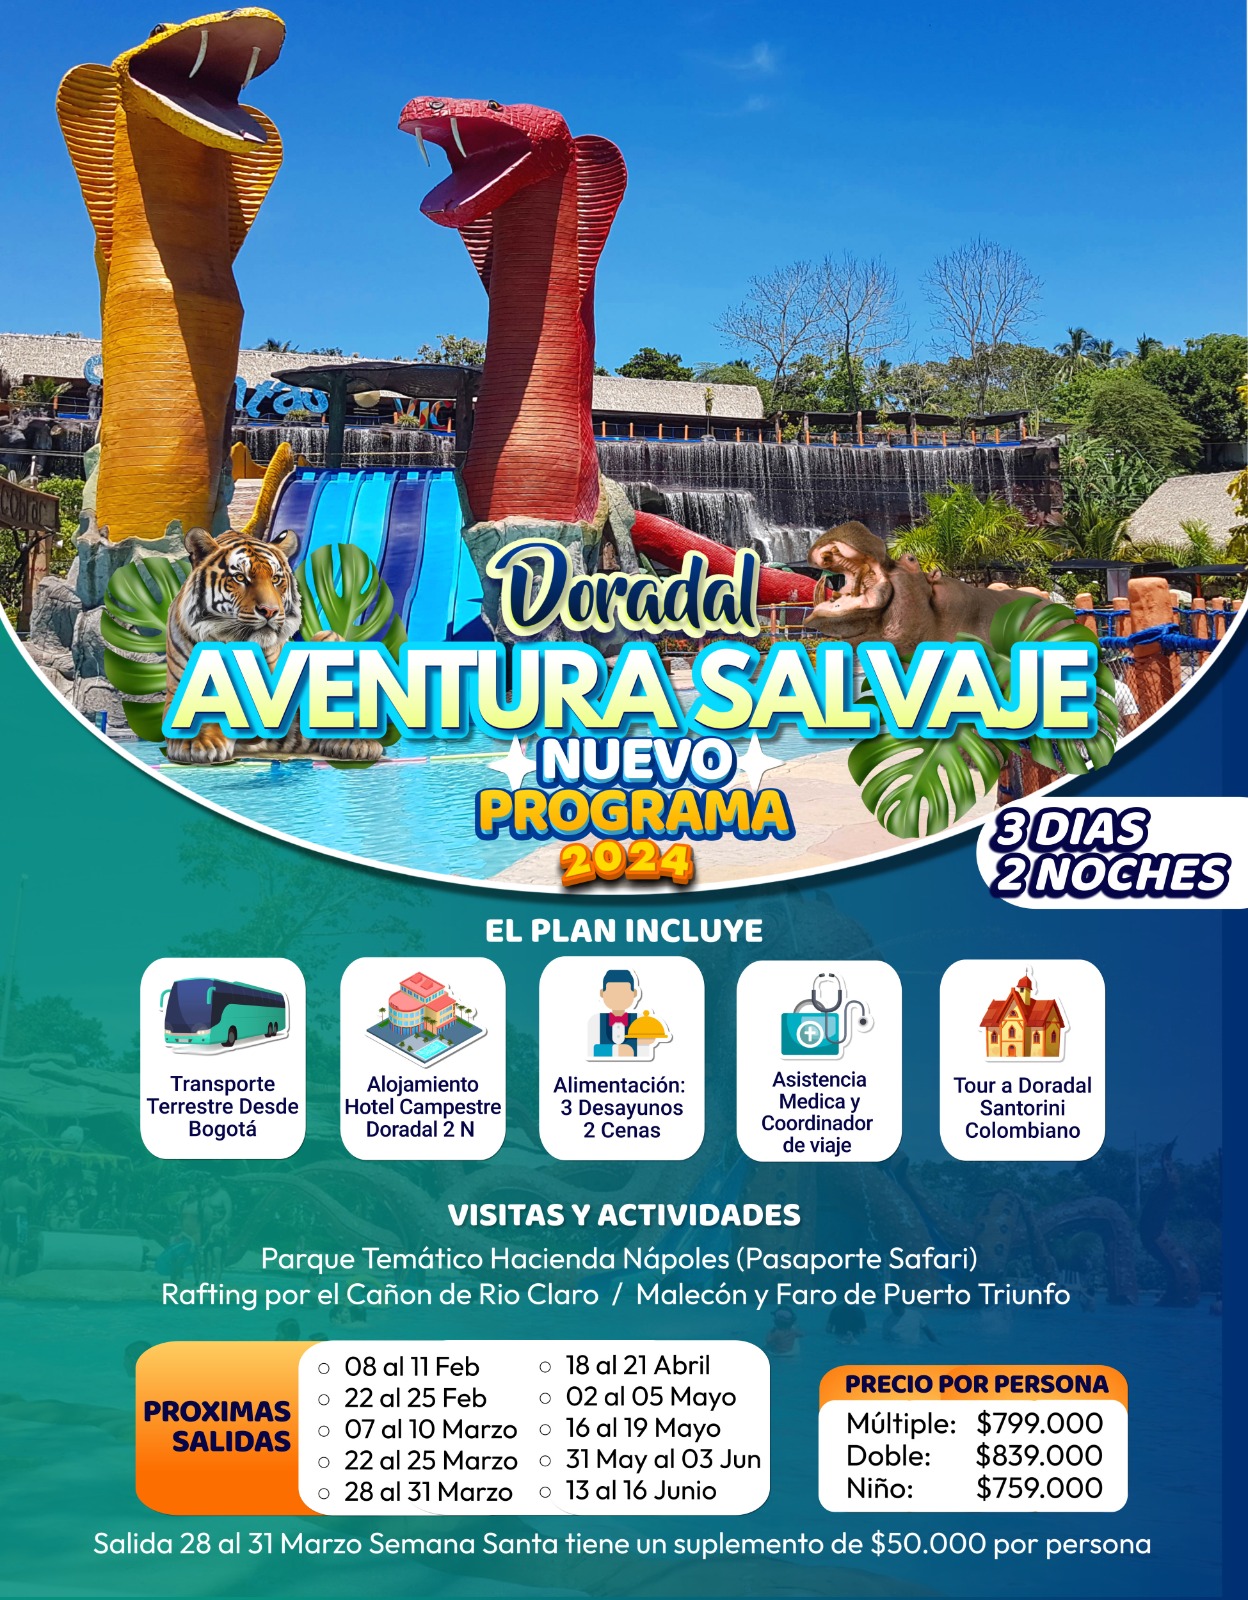 Doradal
AVENTURA SALVAJE
NUEVO
PROGRAMA
2024
3 DIAS
2 NOCHES
EL PLAN INCLUYE
Transporte
Terrestre Desde
Bogotá
Alojamiento
Hotel Campestre
Doradal 2 N
Alimentación:
3 Desayunos
2 Cenas
Asistencia
Medica y
Coordinador
de viaje
Tour a Doradal
Santorini
Colombiano
VISITAS Y ACTIVIDADES
Parque Temático Hacienda Nápoles (Pasaporte Safari)
Rafting por el Cañon de Rio Claro / Malecón y Faro de Puerto Triunfo
PROXIMAS
SALIDAS
08 al 11 Feb
22 al 25 Feb
07 al 10 Marzo
22 al 25 Marzo
28 al 31 Marzo
18 al 21 Abril
02 al 05 Mayo
16 al 19 Mayo
31 May al 03 Jun
13 al 16 Junio
PRECIO POR PERSONA
Múltiple: $799.000
Doble: $839.000
Niño: $759.000
Salida 28 al 31 Marzo Semana Santa tiene un suplemento de $50.000 por persona